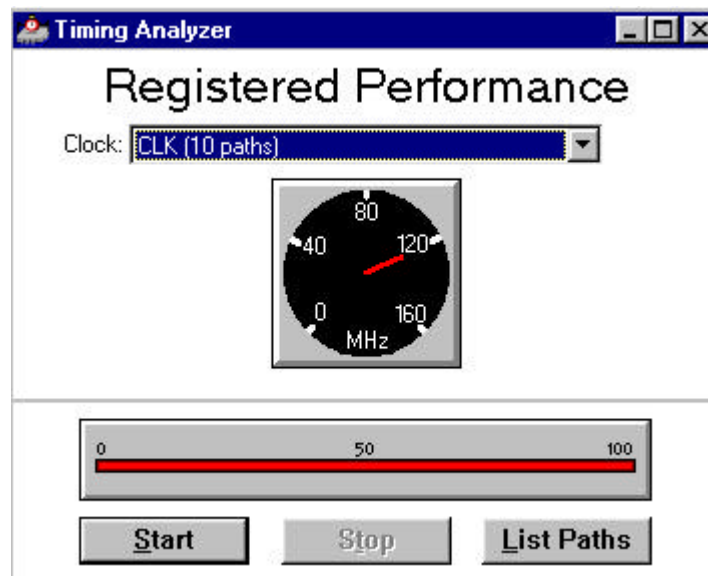 Timing Analyzer
Registered Performance
Clock: CLK (10 paths)
80
40 120
0 160
MHz
0 50 100
Start Stop List Paths